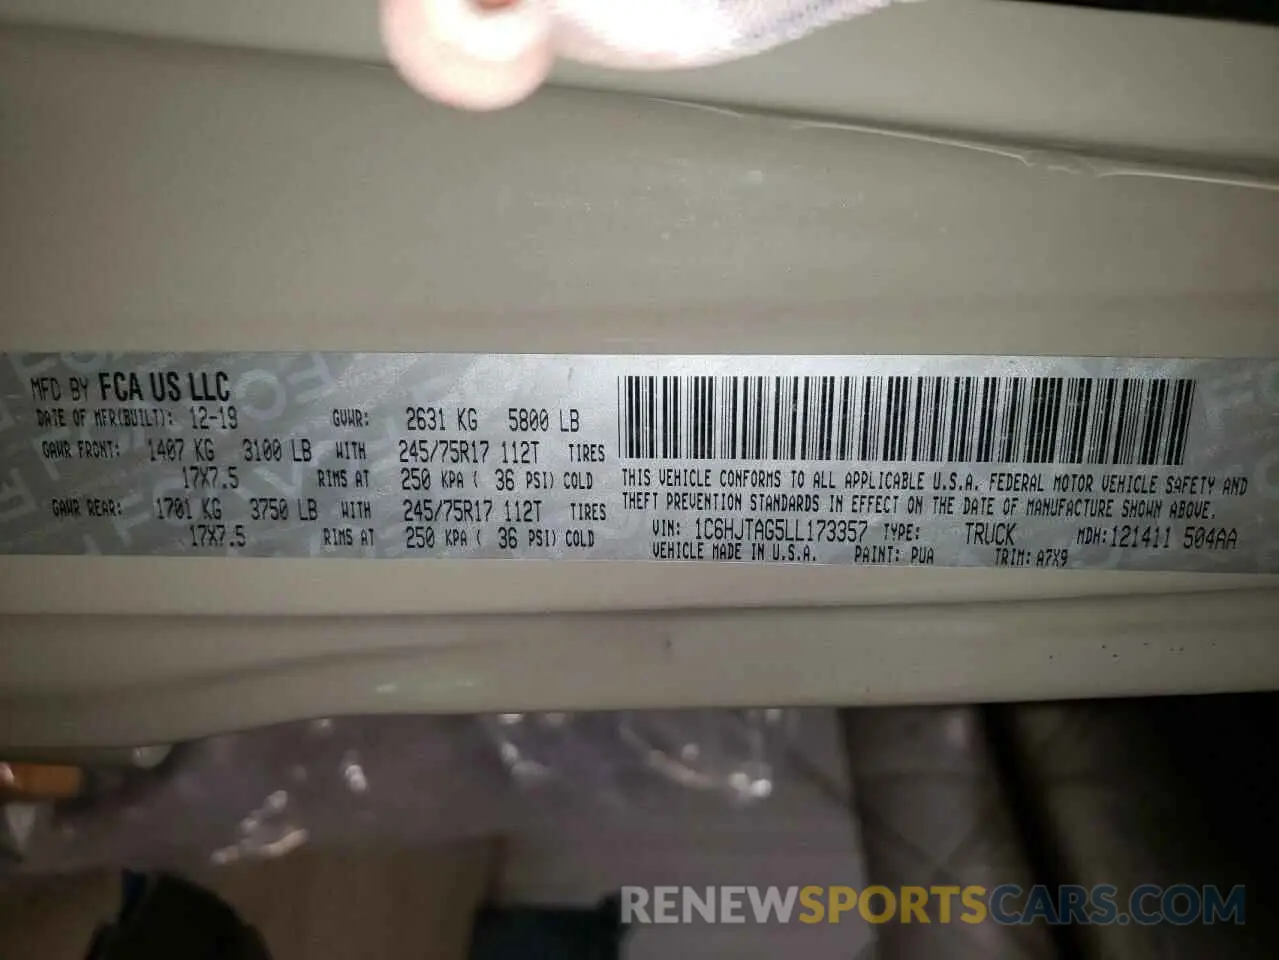 MFD BY FCA US LLC
DATE OF MFR(BUILT): 12-19 GVWR: 2631 KG 5800 LB
GAWR FRONT: 1407 KG 3100 LB WITH 245/75R17 112T TIRES
17X7.5 RIMS AT 250 KPA ( 36 PSI) COLD
GAWR REAR: 1701 KG 3750 LB WITH 245/75R17 112T TIRES
17X7.5 RIMS AT 250 KPA ( 36 PSI) COLD
THIS VEHICLE CONFORMS TO ALL APPLICABLE U.S.A. FEDERAL MOTOR VEHICLE SAFETY AND
THEFT PREVENTION STANDARDS IN EFFECT ON THE DATE OF MANUFACTURE SHOWN ABOVE.
VIN: 1C6HJTAG5LL173357 TYPE: TRUCK MDH: 121411 504AA
VEHICLE MADE IN U.S.A. PAINT: PUA TRIM: A7X9
RENEWSPORTSCARS.COM